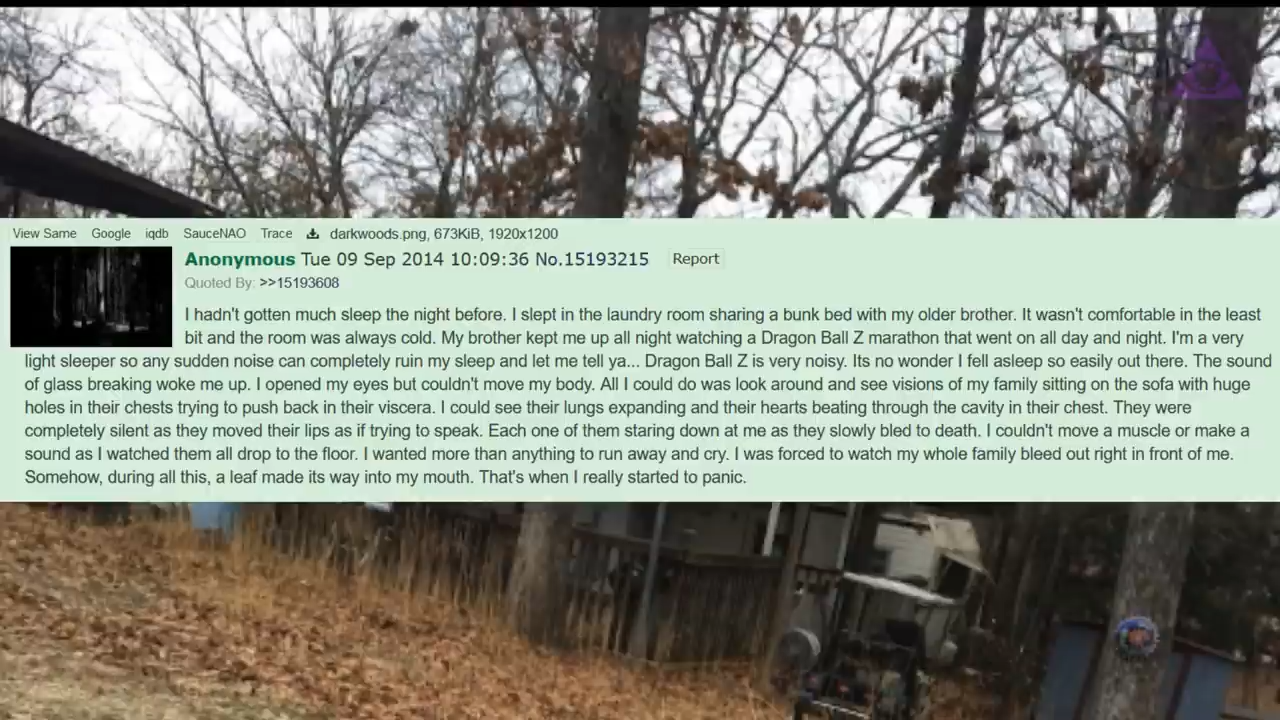 View Same Google iqdb SauceNAO Trace darkwoods.png, 673KiB, 1920x1200
Anonymous Tue 09 Sep 2014 10:09:36 No.15193215 Report
Quoted By: >>15193608
I hadn't gotten much sleep the night before. I slept in the laundry room sharing a bunk bed with my older brother. It wasn't comfortable in the least
bit and the room was always cold. My brother kept me up all night watching a Dragon Ball Z marathon that went on all day and night. I'm a very
light sleeper so any sudden noise can completely ruin my sleep and let me tell ya... Dragon Ball Z is very noisy. Its no wonder I fell asleep so easily out there. The sound
of glass breaking woke me up. I opened my eyes but couldn't move my body. All I could do was look around and see visions of my family sitting on the sofa with huge
holes in their chests trying to push back in their viscera. I could see their lungs expanding and their hearts beating through the cavity in their chest. They were
completely silent as they moved their lips as if trying to speak. Each one of them staring down at me as they slowly bled to death. I couldn't move a muscle or make a
sound as I watched them all drop to the floor. I wanted more than anything to run away and cry. I was forced to watch my whole family bleed out right in front of me.
Somehow, during all this, a leaf made its way into my mouth. That's when I really started to panic.